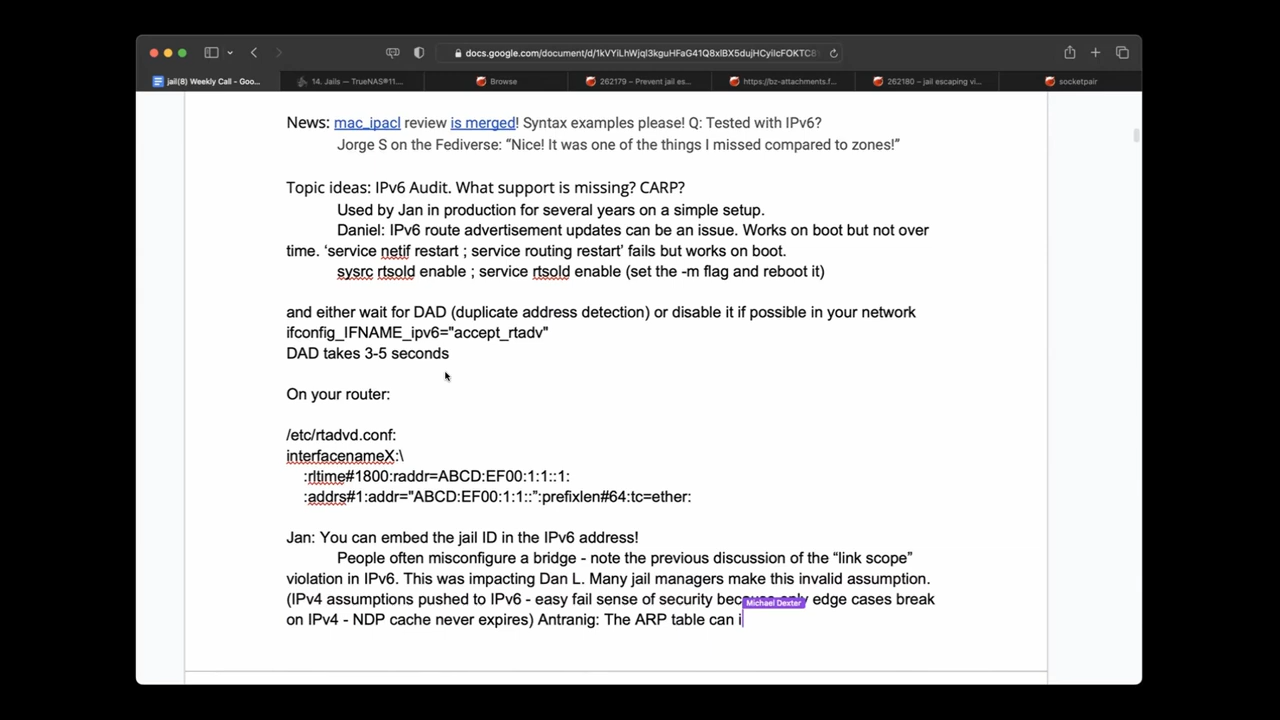 docs.google.com/document/d/1kVYiLhWjqI3kguHFaG41Q8xlBX5dujHCyiIcFOKTC8
jail(8) Weekly Call - Goo...
14. Jails — TrueNAS®11....
Browse
262179 – Prevent jail es...
https://bz-attachments.f...
262180 – jail escaping vi...
socketpair
News: mac_ipacl review is merged! Syntax examples please! Q: Tested with IPv6?
Jorge S on the Fediverse: “Nice! It was one of the things I missed compared to zones!”
Topic ideas: IPv6 Audit. What support is missing? CARP?
Used by Jan in production for several years on a simple setup.
Daniel: IPv6 route advertisement updates can be an issue. Works on boot but not over
time. ‘service netif restart ; service routing restart’ fails but works on boot.
sysrc rtsold enable ; service rtsold enable (set the -m flag and reboot it)
and either wait for DAD (duplicate address detection) or disable it if possible in your network
ifconfig_IFNAME_ipv6="accept_rtadv"
DAD takes 3-5 seconds
On your router:
/etc/rtadvd.conf:
interfacenameX:\
:rltime#1800:raddr=ABCD:EF00:1:1::1:
:addrs#1:addr="ABCD:EF00:1:1::”:prefixlen#64:tc=ether:
Jan: You can embed the jail ID in the IPv6 address!
People often misconfigure a bridge - note the previous discussion of the “link scope”
violation in IPv6. This was impacting Dan L. Many jail managers make this invalid assumption.
(IPv4 assumptions pushed to IPv6 - easy fail sense of security because only edge cases break
Michael Dexter
on IPv4 - NDP cache never expires) Antranig: The ARP table can i